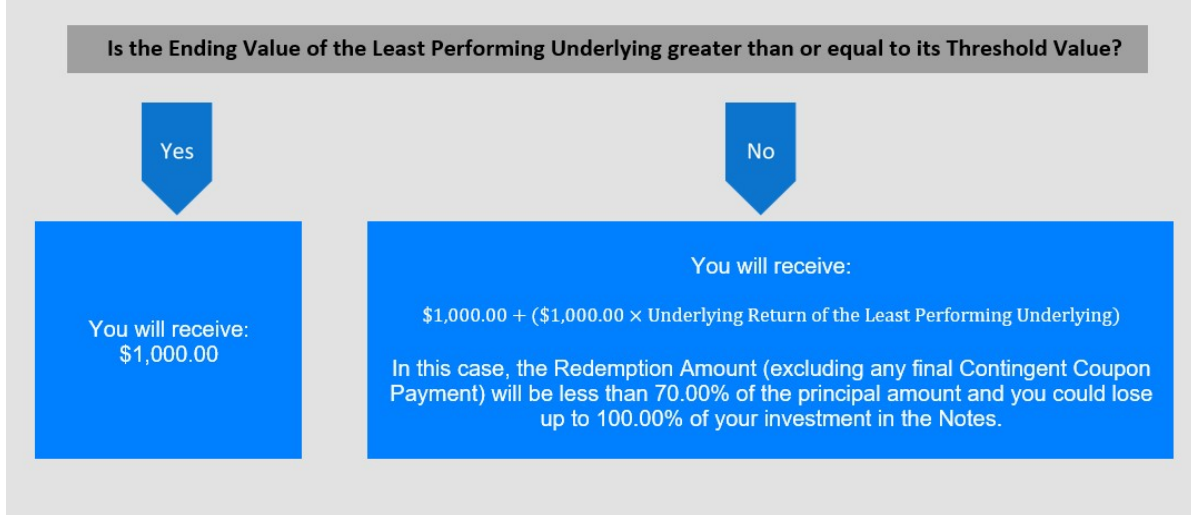 Is the Ending Value of the Least Performing Underlying greater than or equal to its Threshold Value?
Yes
No
You will receive:
$1,000.00
You will receive:
$1,000.00 + ($1,000.00 × Underlying Return of the Least Performing Underlying)
In this case, the Redemption Amount (excluding any final Contingent Coupon
Payment) will be less than 70.00% of the principal amount and you could lose
up to 100.00% of your investment in the Notes.